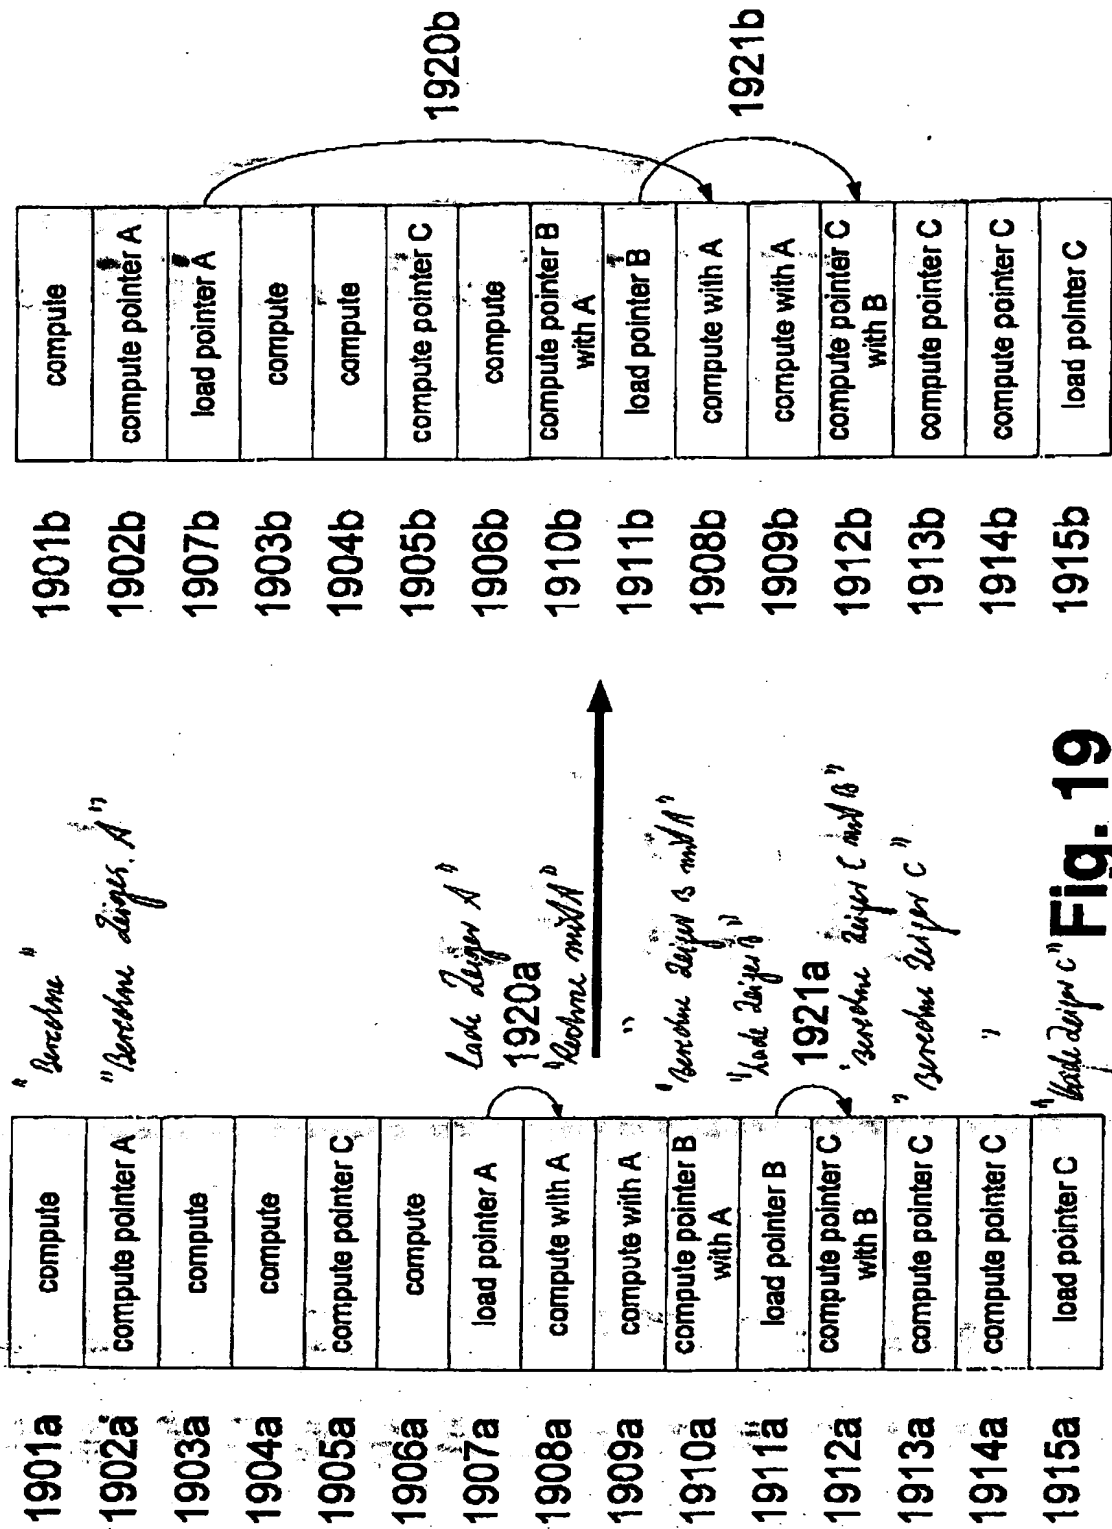 1901a compute
1902a compute pointer A
1903a compute
1904a compute
1905a compute pointer C
1906a compute
1907a load pointer A
1908a compute with A
1909a compute with A
1910a compute pointer B
with A
1911a load pointer B
1912a compute pointer C
with B
1913a compute pointer C
1914a compute pointer C
1915a load pointer C
"Berechne"
"Berechne Zeiger A"
Lade Zeiger A"
1920a
"Rechne mit A"
"
"Berechne Zeiger B mit A"
"Lade Zeiger B"
1921a
"Berechne Zeiger C mit B"
"Berechne Zeiger C"
"
"Lade Zeiger C"
1901b compute
1902b compute pointer A
1907b load pointer A
1903b compute
1904b compute
1905b compute pointer C
1906b compute
1910b compute pointer B
with A
1911b load pointer B
1908b compute with A
1909b compute with A
1912b compute pointer C
with B
1913b compute pointer C
1914b compute pointer C
1915b load pointer C
1920b
1921b
Fig. 19